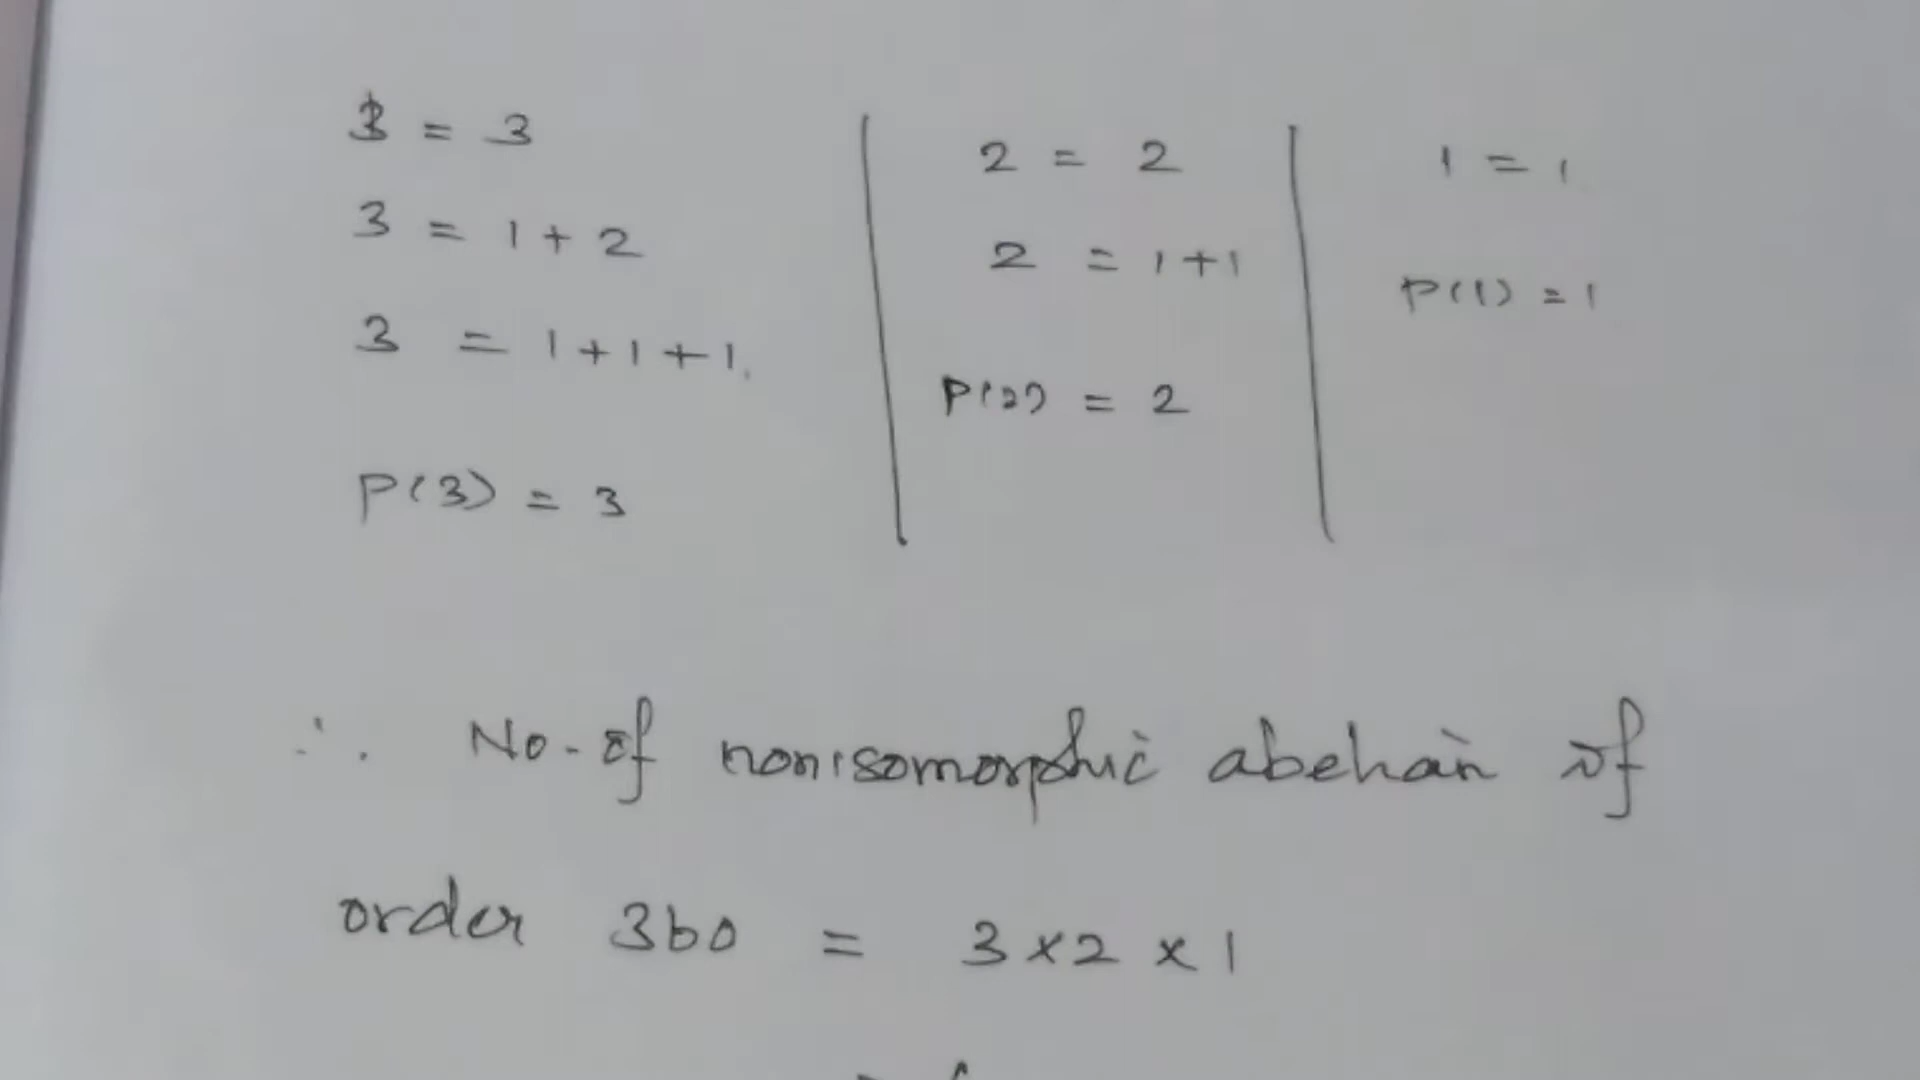 3 = 3
3 = 1 + 2
3 = 1 + 1 + 1.
P(3) = 3
2 = 2
2 = 1 + 1
P(2) = 2
1 = 1.
P(1) = 1
∴ No. of nonisomorphic abelian of
order 360 = 3 × 2 × 1